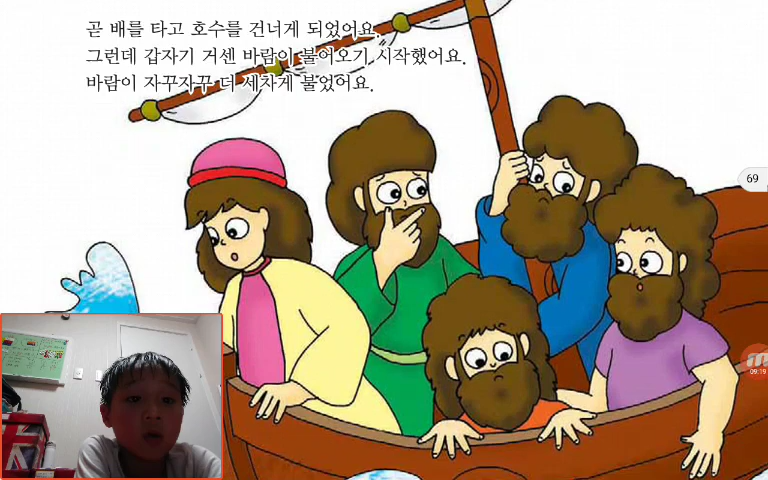 곧 배를 타고 호수를 건너게 되었어요.
그런데 갑자기 거센 바람이 불어오기 시작했어요.
바람이 자꾸자꾸 더 세차게 불었어요.
69
09:19